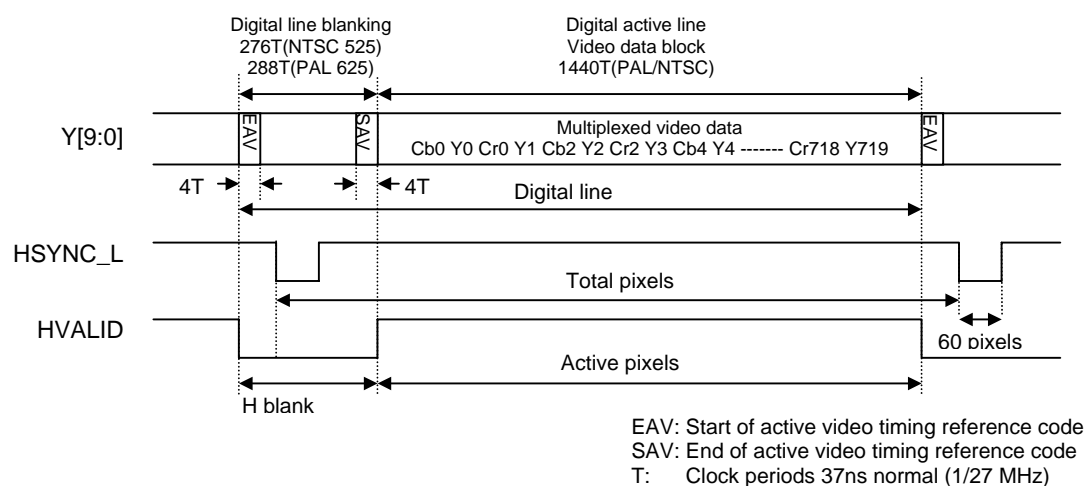 Digital line blanking
276T(NTSC 525)
288T(PAL 625)
Digital active line
Video data block
1440T(PAL/NTSC)
Y[9:0]
EAV
SAV
Multiplexed video data
Cb0 Y0 Cr0 Y1 Cb2 Y2 Cr2 Y3 Cb4 Y4 ------- Cr718 Y719
EAV
4T
4T
Digital line
HSYNC_L
Total pixels
HVALID
60 pixels
Active pixels
H blank
EAV: Start of active video timing reference code
SAV: End of active video timing reference code
T: Clock periods 37ns normal (1/27 MHz)